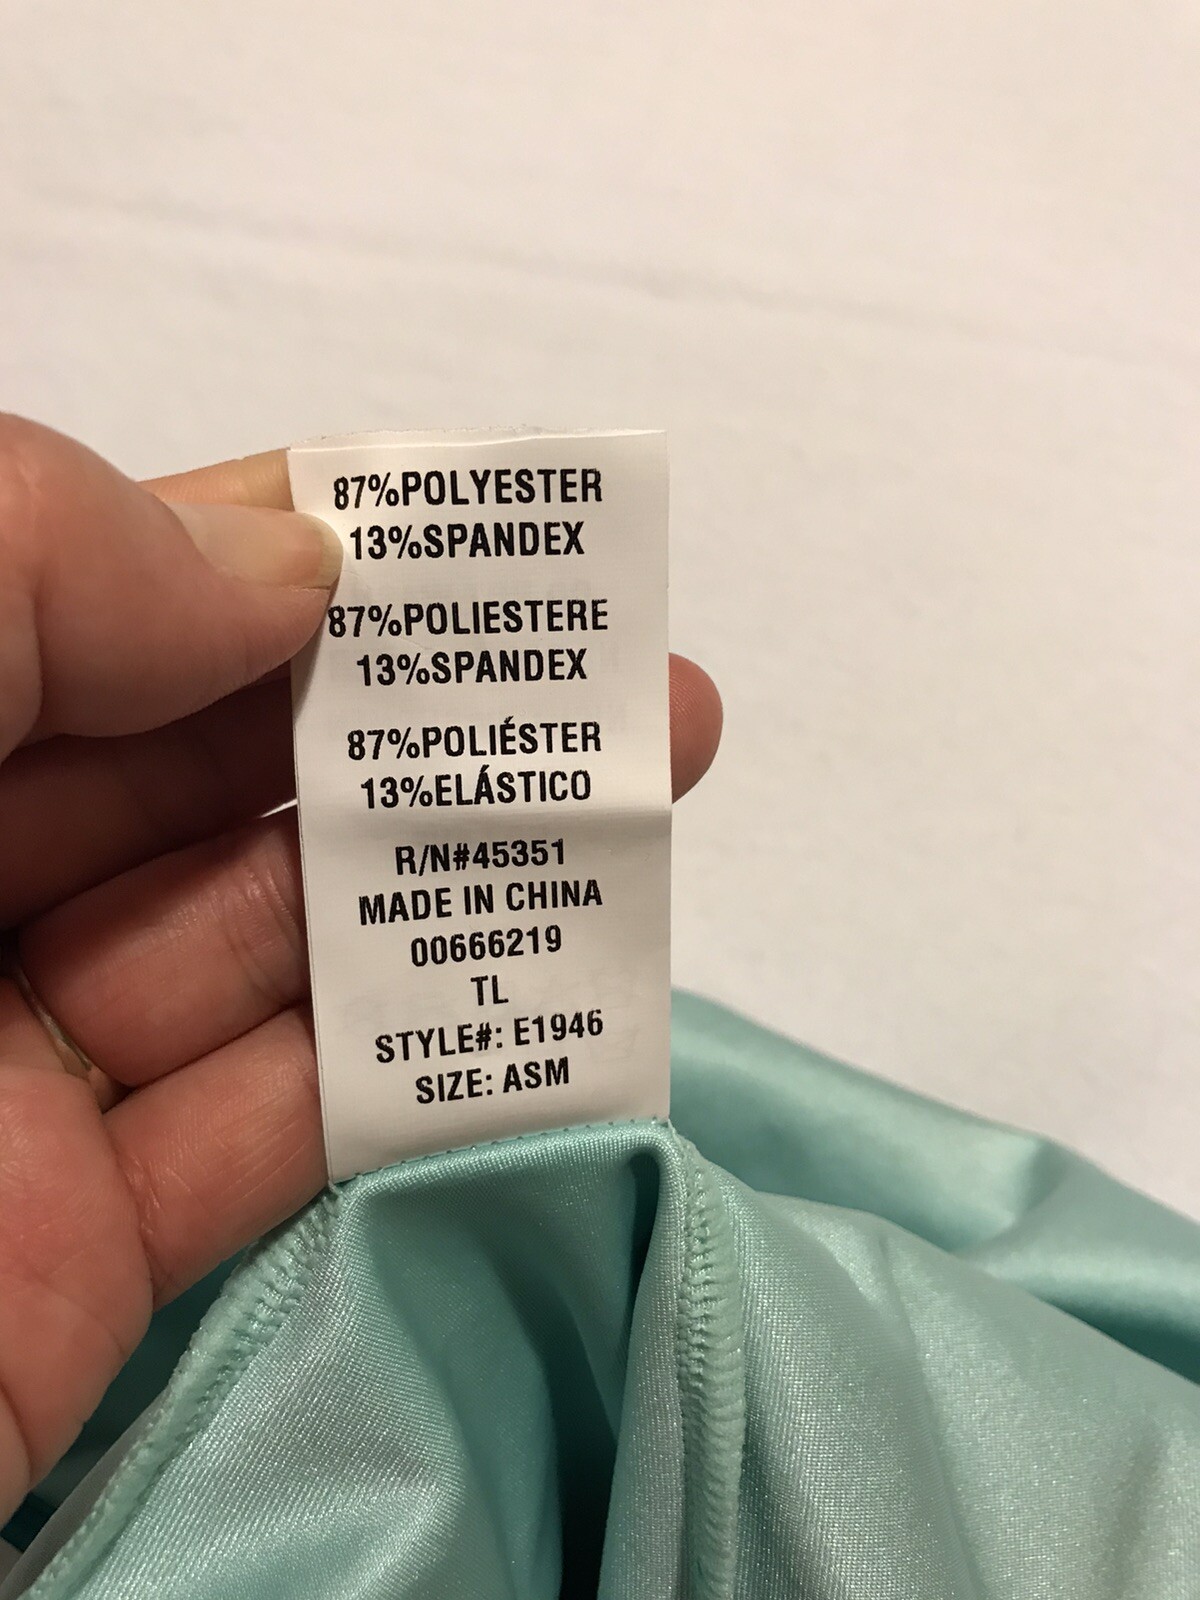 87%POLYESTER
13%SPANDEX
87%POLIESTERE
13%SPANDEX
87%POLIÉSTER
13%ELÁSTICO
R/N#45351
MADE IN CHINA
00666219
TL
STYLE#: E1946
SIZE: ASM